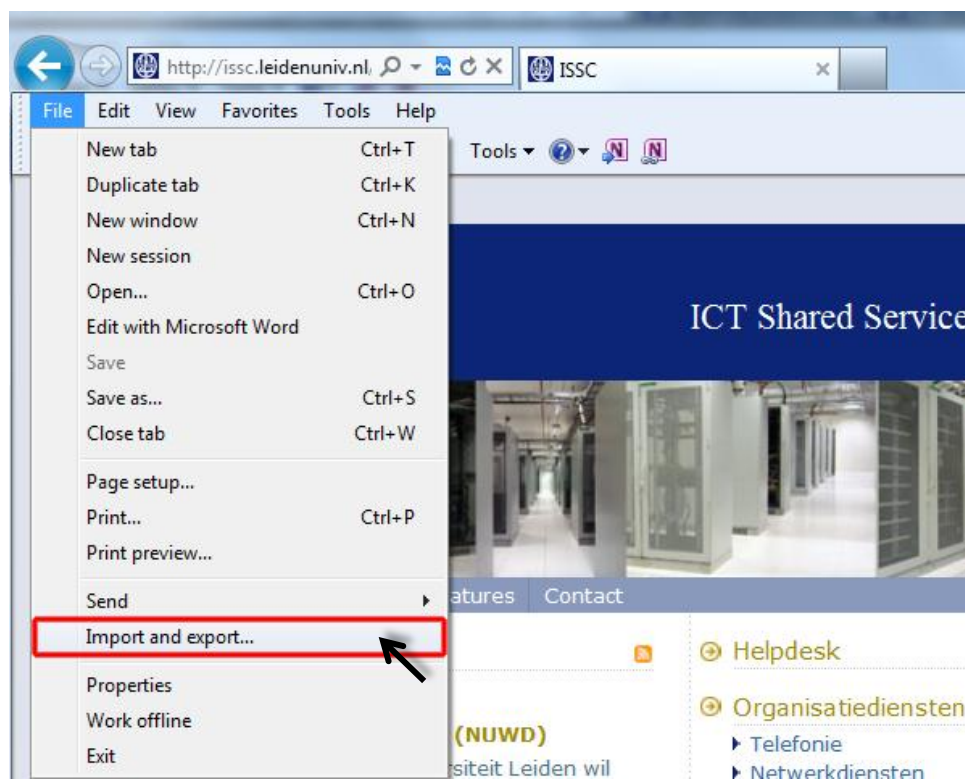 http://issc.leidenuniv.nl
ISSC
File Edit View Favorites Tools Help
Tools
New tab Ctrl+T
Duplicate tab Ctrl+K
New window Ctrl+N
New session
Open... Ctrl+O
Edit with Microsoft Word
Save
Save as... Ctrl+S
Close tab Ctrl+W
Page setup...
Print... Ctrl+P
Print preview...
Send
Import and export...
Properties
Work offline
Exit
ICT Shared Service
atures Contact
(NUWD)
siteit Leiden wil
Helpdesk
Organisatiediensten
Telefonie
Netwerkdiensten